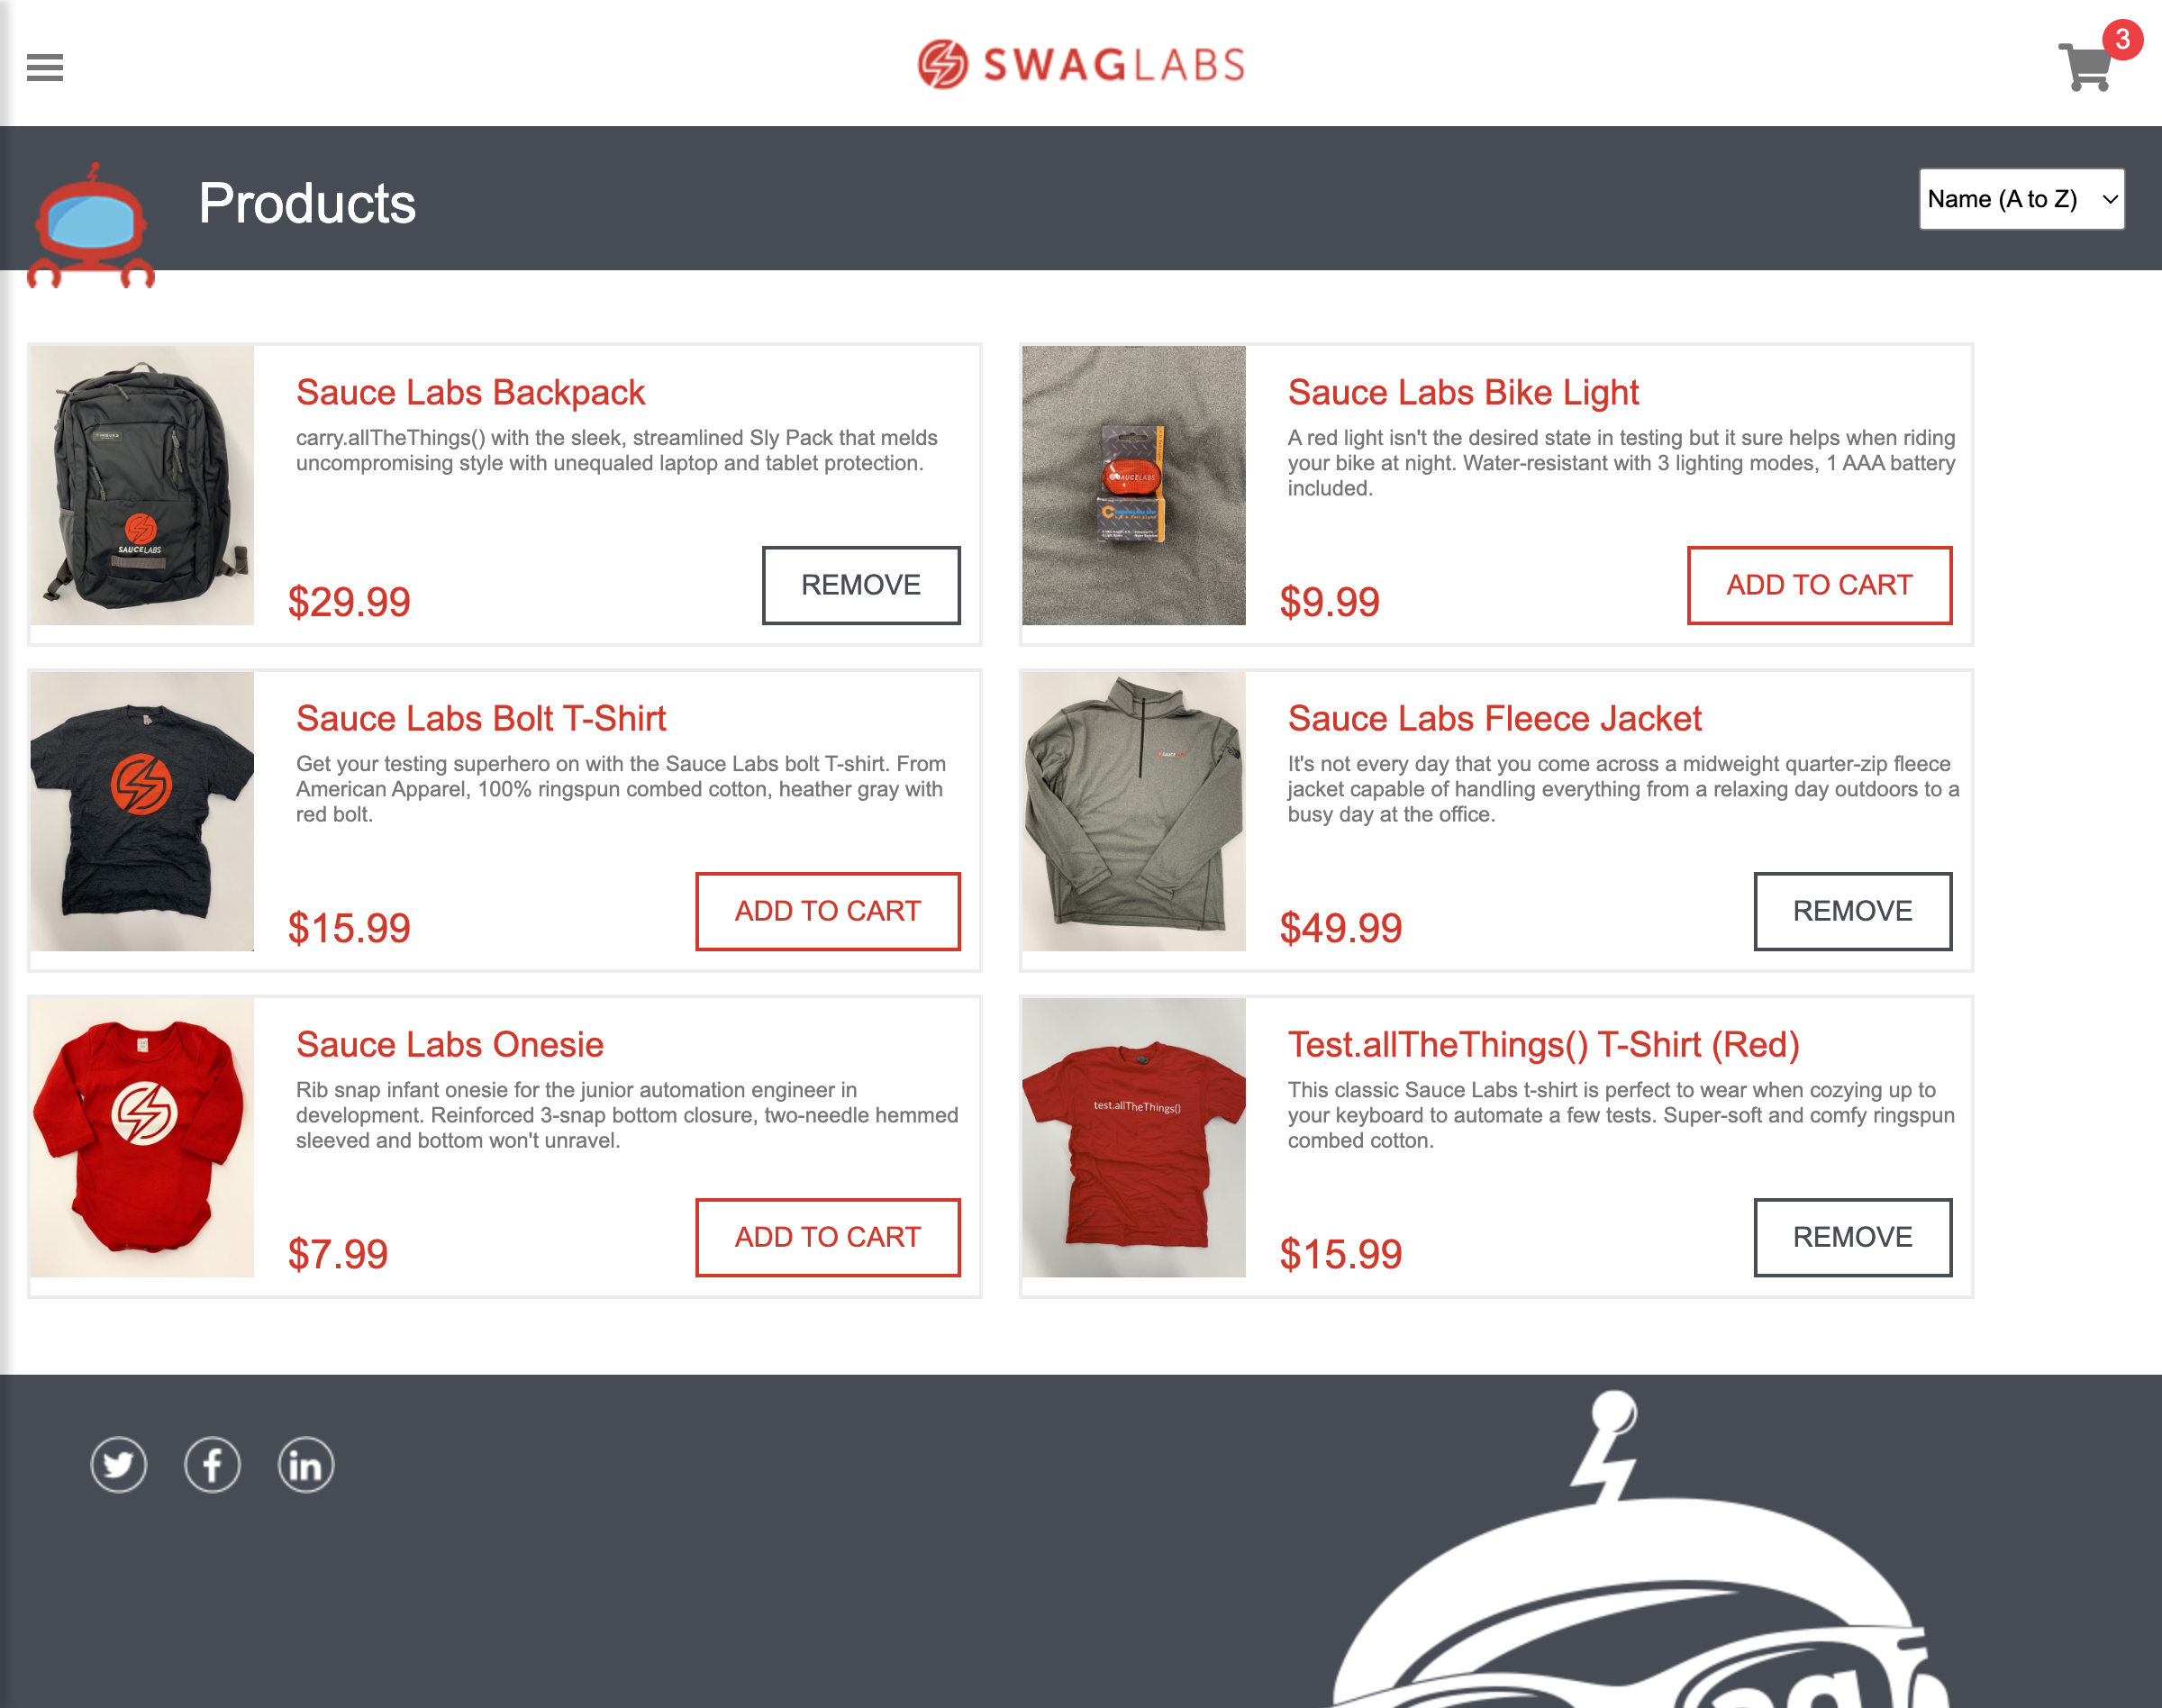 SWAGLABS
3
Products
Name (A to Z)
SAUCELABS
Sauce Labs Backpack
carry.allTheThings() with the sleek, streamlined Sly Pack that melds
uncompromising style with unequaled laptop and tablet protection.
$29.99
REMOVE
SAUCELABS
Sauce Labs Bike Light
A red light isn't the desired state in testing but it sure helps when riding
your bike at night. Water-resistant with 3 lighting modes, 1 AAA battery
included.
$9.99
ADD TO CART
Sauce Labs Bolt T-Shirt
Get your testing superhero on with the Sauce Labs bolt T-shirt. From
American Apparel, 100% ringspun combed cotton, heather gray with
red bolt.
$15.99
ADD TO CART
Sauce Labs Fleece Jacket
It's not every day that you come across a midweight quarter-zip fleece
jacket capable of handling everything from a relaxing day outdoors to a
busy day at the office.
$49.99
REMOVE
Sauce Labs Onesie
Rib snap infant onesie for the junior automation engineer in
development. Reinforced 3-snap bottom closure, two-needle hemmed
sleeved and bottom won't unravel.
$7.99
ADD TO CART
test.allTheThings()
Test.allTheThings() T-Shirt (Red)
This classic Sauce Labs t-shirt is perfect to wear when cozying up to
your keyboard to automate a few tests. Super-soft and comfy ringspun
combed cotton.
$15.99
REMOVE
f
in